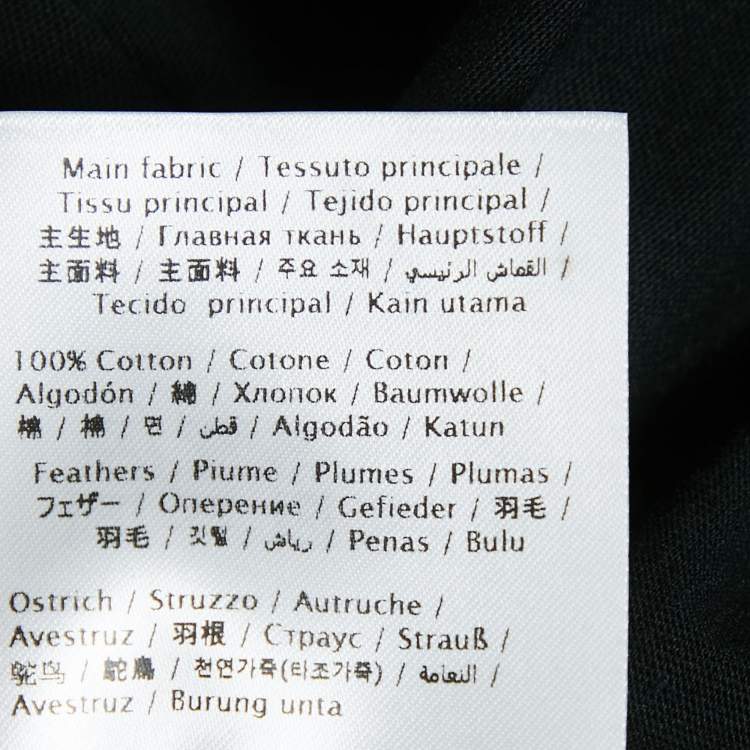 Main fabric / Tessuto principale /
Tissu principal / Tejido principal /
主生地 / Главная ткань / Hauptstoff /
主面料 / 主面料 / 주요 소재 / القماش الرئيسي /
Tecido principal / Kain utama
100% Cotton / Cotone / Coton /
Algodón / 綿 / Хлопок / Baumwolle /
棉 / 棉 / 면 / قطن / Algodão / Katun
Feathers / Piume / Plumes / Plumas /
フェザー / Оперение / Gefieder / 羽毛 /
羽毛 / 깃털 / رياش / Penas / Bulu
Ostrich / Struzzo / Autruche /
Avestruz / 羽根 / Страус / Strauß /
鸵鸟 / 鴕鳥 / 천연가죽(타조가죽) / النعامة /
Avestruz / Burung unta